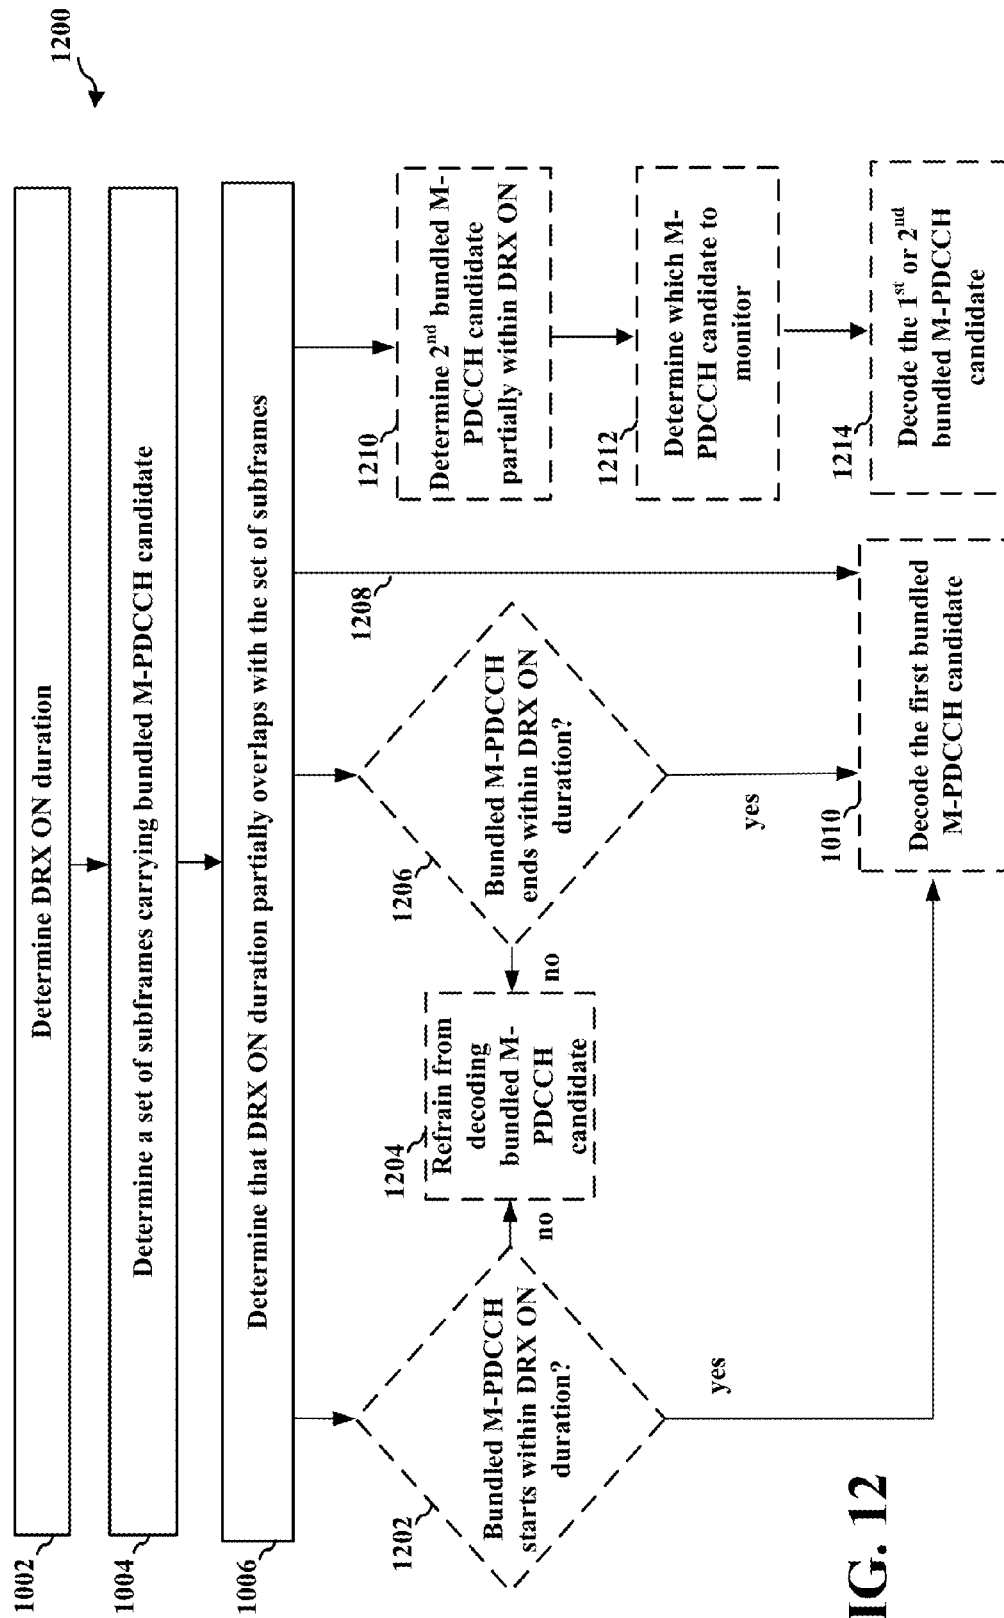 1200
1002
Determine DRX ON duration
1004
Determine a set of subframes carrying bundled M-PDCCH candidate
1006
Determine that DRX ON duration partially overlaps with the set of subframes
1202
Bundled M-PDCCH
starts within DRX ON
duration?
no
yes
1204
Refrain from
decoding
bundled M-
PDCCH
candidate
1206
Bundled M-PDCCH
ends within DRX ON
duration?
no
yes
1208
1210
Determine 2nd bundled M-
PDCCH candidate
partially within DRX ON
1212
Determine which M-
PDCCH candidate to
monitor
1214
Decode the 1st or 2nd
bundled M-PDCCH
candidate
1010
Decode the first bundled
M-PDCCH candidate
IG. 12